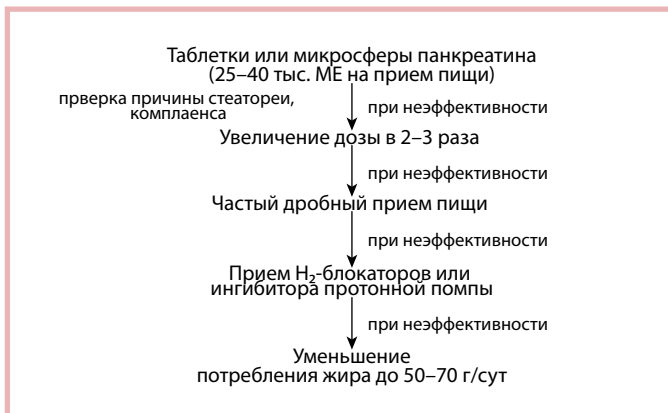 Таблетки или микросферы панкреатина
(25–40 тыс. МЕ на прием пищи)
прверка причины стеатореи,
комплаенса
при неэффективности
Увеличение дозы в 2–3 раза
при неэффективности
Частый дробный прием пищи
при неэффективности
Прием H₂-блокаторов или
ингибитора протонной помпы
при неэффективности
Уменьшение
потребления жира до 50–70 г/сут